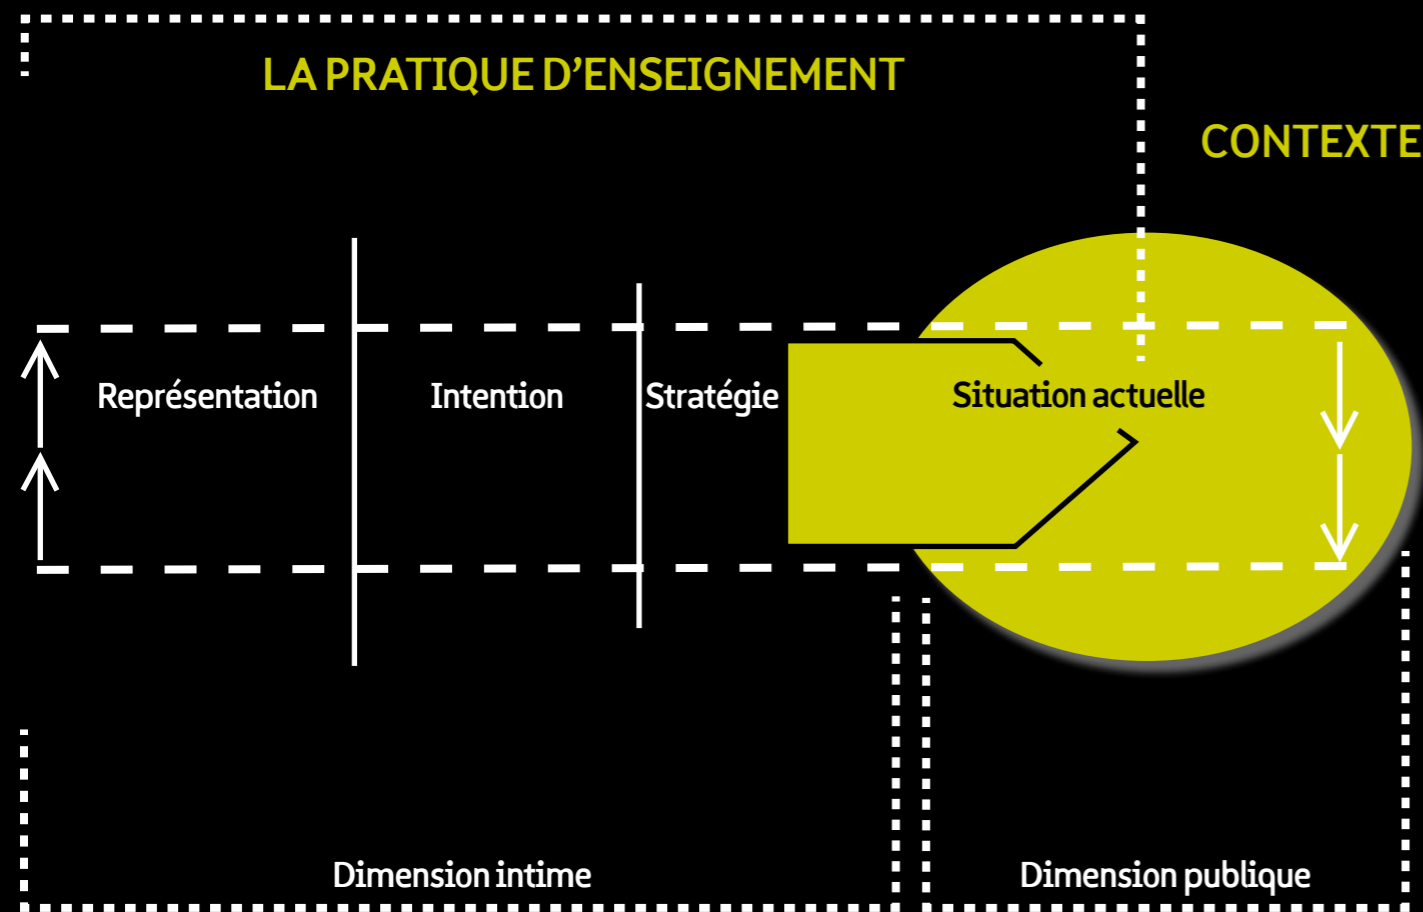 LA PRATIQUE D’ENSEIGNEMENT
CONTEXTE
Représentation
Intention
Stratégie
Situation actuelle
Dimension intime
Dimension publique